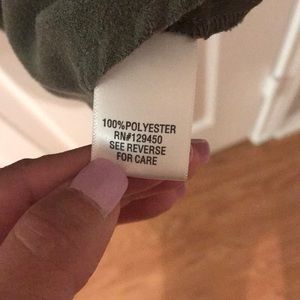 100%POLYESTER
RN#129450
SEE REVERSE
FOR CARE